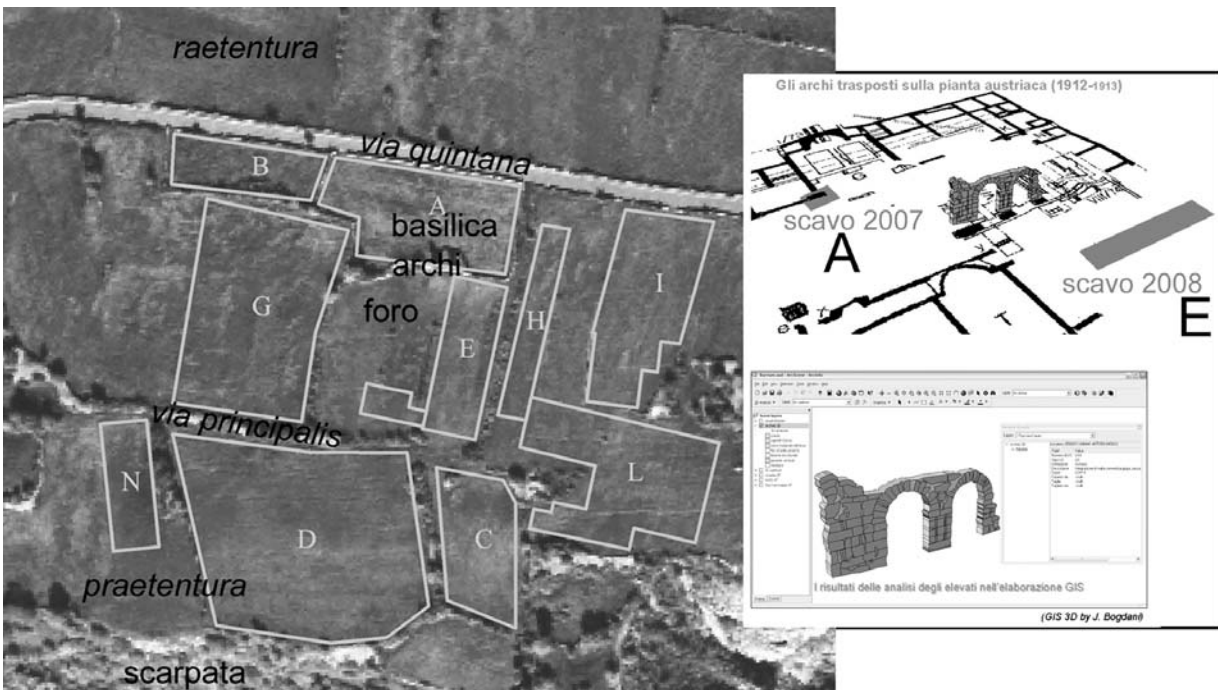 raetentura
via quintana
B
A
basilica
archi
foro
G
E
H
I
via principalis
N
D
C
L
praetentura
scarpata
Gli archi trasposti sulla pianta austriaca (1912-1913)
scavo 2007
A
scavo 2008
E
I risultati delle analisi degli elevati nell'elaborazione GIS
(GIS 3D by J. Bogdani)